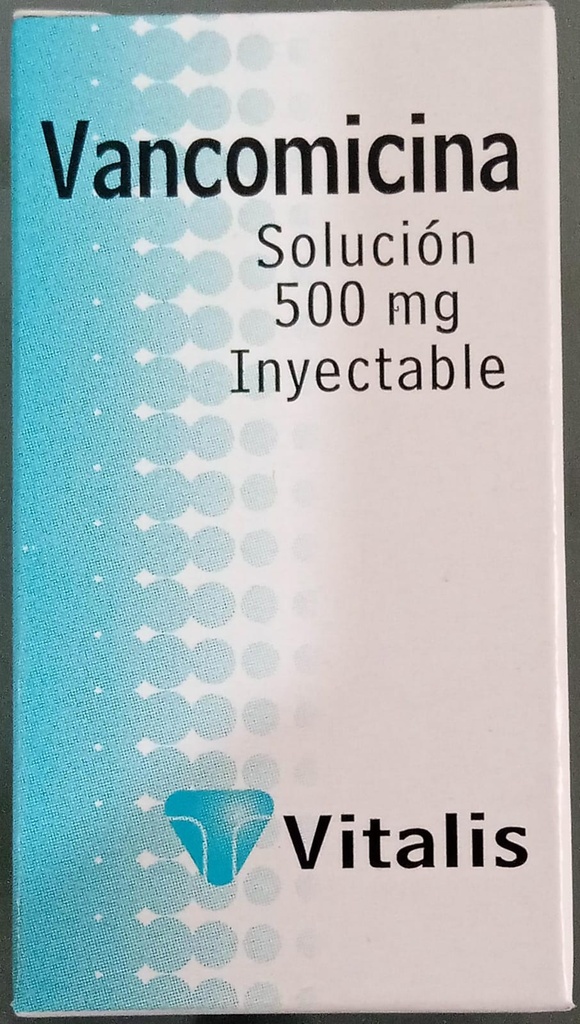 Vancomicina
Solución
500 mg
Inyectable
Vitalis